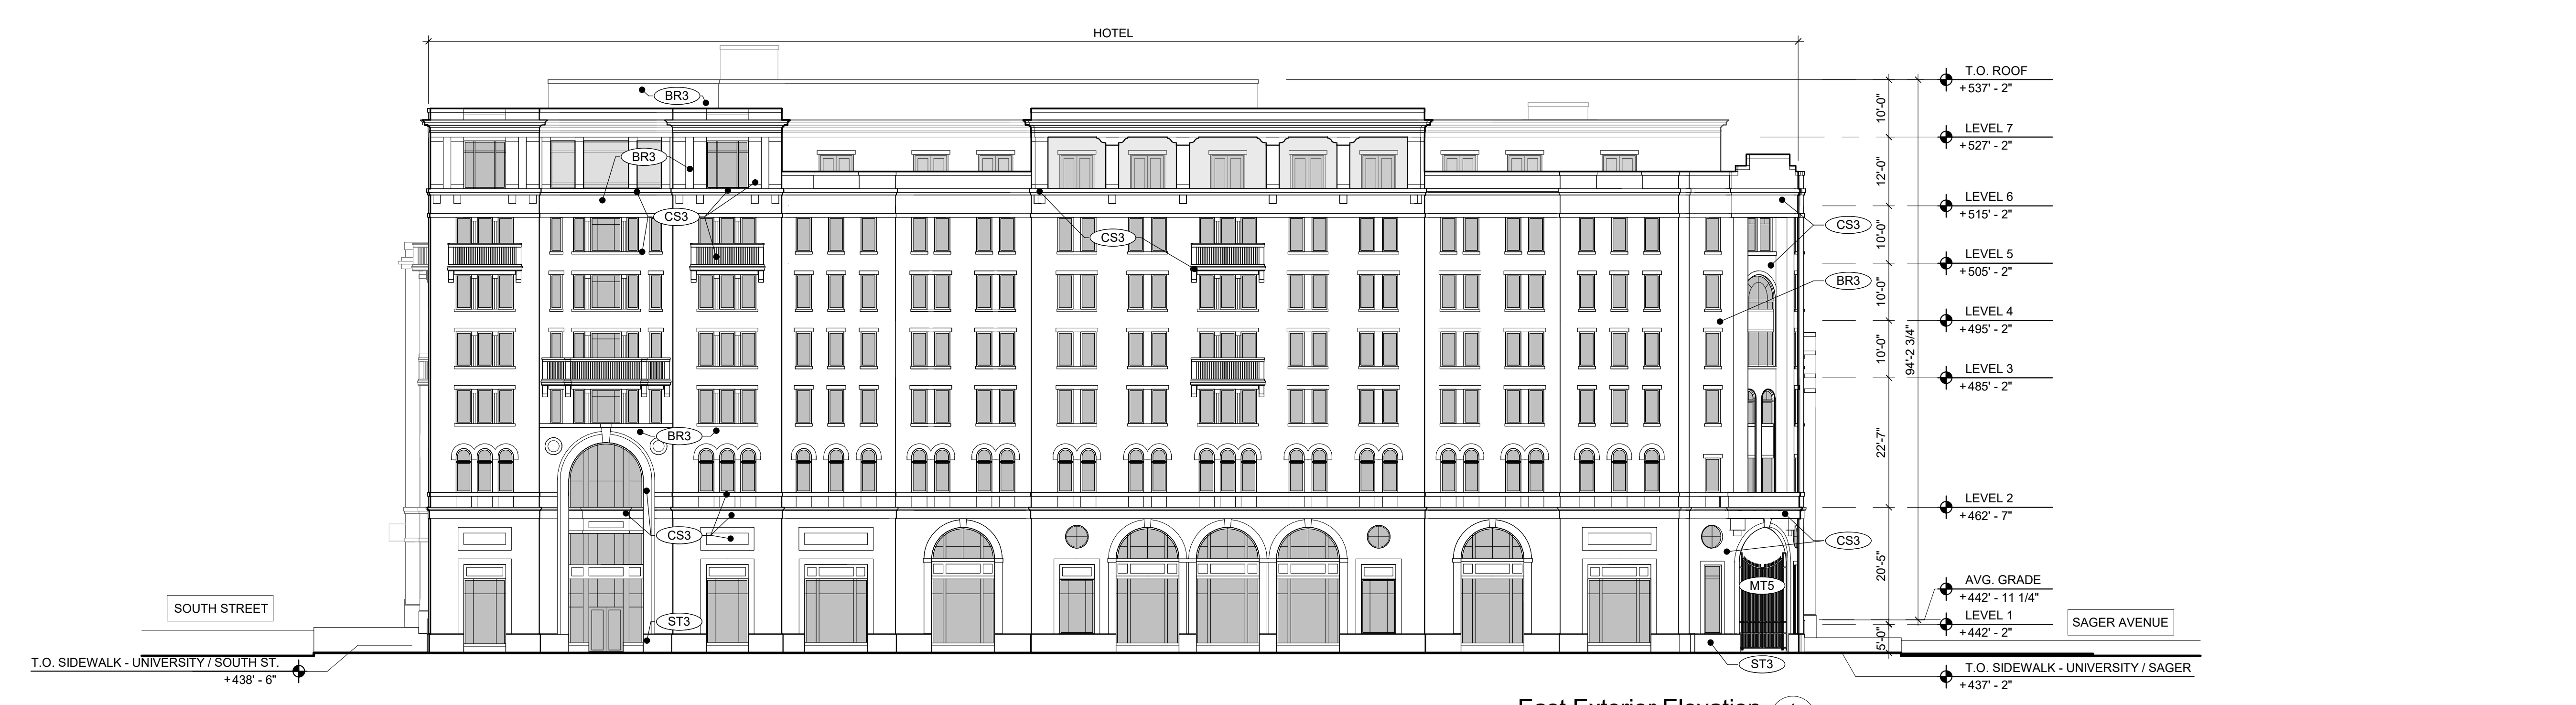 HOTEL
T.O. ROOF
+537' - 2"
BR3
10'-0"
LEVEL 7
+527' - 2"
BR3
12'-0"
LEVEL 6
+515' - 2"
CS3
CS3
CS3
10'-0"
LEVEL 5
+505' - 2"
BR3
10'-0"
LEVEL 4
+495' - 2"
10'-0"
94'-2 3/4"
LEVEL 3
+485' - 2"
BR3
22'-7"
LEVEL 2
+462' - 7"
CS3
CS3
20'-5"
MT5
AVG. GRADE
+442' - 11 1/4"
SOUTH STREET
ST3
LEVEL 1
+442' - 2"
SAGER AVENUE
5'-0"
T.O. SIDEWALK - UNIVERSITY / SOUTH ST.
+438' - 6"
ST3
T.O. SIDEWALK - UNIVERSITY / SAGER
+437' - 2"
East Exterior Elevation